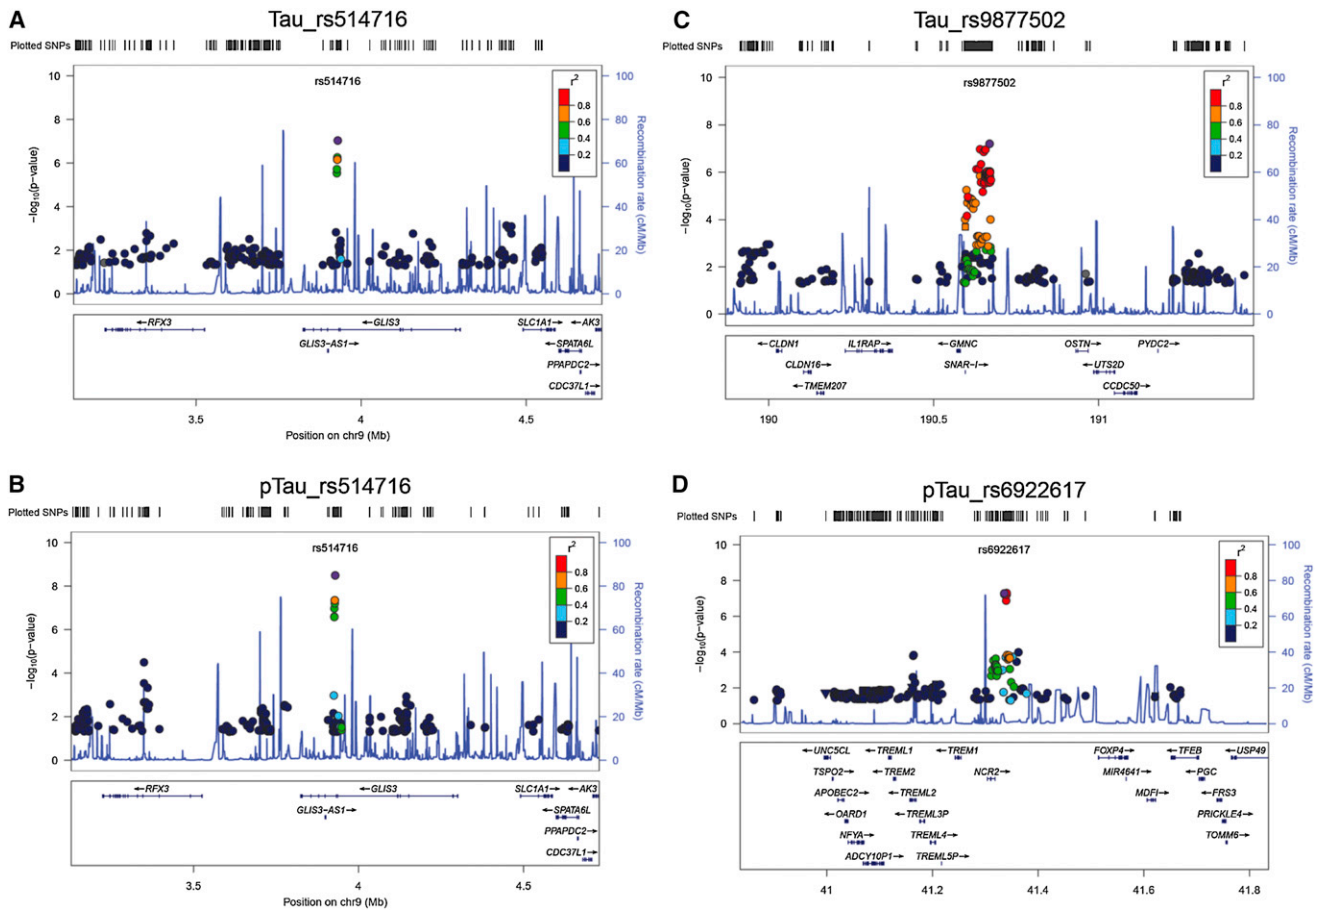 A
Tau_rs514716
Plotted SNPs
rs514716
r2
0.8
0.6
0.4
0.2
10
8
6
4
2
0
−log10(p−value)
100
80
60
40
20
0
Recombination rate (cM/Mb)
←RFX3
←GLIS3
SLC1A1→
←AK3
GLIS3−AS1→
←SPATA6L
PPAPDC2→
CDC37L1→
3.5
4
4.5
Position on chr9 (Mb)
C
Tau_rs9877502
Plotted SNPs
rs9877502
r2
0.8
0.6
0.4
0.2
10
8
6
4
2
0
−log10(p−value)
100
80
60
40
20
0
Recombination rate (cM/Mb)
←CLDN1
IL1RAP→
←GMNC
OSTN→
PYDC2→
CLDN16→
SNAR−I→
←UTS2D
←TMEM207
CCDC50→
190
190.5
191
B
pTau_rs514716
Plotted SNPs
rs514716
r2
0.8
0.6
0.4
0.2
10
8
6
4
2
0
−log10(p−value)
100
80
60
40
20
0
Recombination rate (cM/Mb)
←RFX3
←GLIS3
SLC1A1→
←AK3
GLIS3−AS1→
←SPATA6L
PPAPDC2→
CDC37L1→
3.5
4
4.5
Position on chr9 (Mb)
D
pTau_rs6922617
Plotted SNPs
rs6922617
r2
0.8
0.6
0.4
0.2
10
8
6
4
2
0
−log10(p−value)
100
80
60
40
20
0
Recombination rate (cM/Mb)
←UNC5CL
←TREML1
←TREM1
FOXP4→
←TFEB
←USP49
TSPO2→
←TREM2
NCR2→
MIR4641→
←PGC
APOBEC2→
←TREML2
MDFI→
←FRS3
←OARD1
←TREML3P
PRICKLE4→
NFYA→
TREML4→
TOMM6→
ADCY10P1→
TREML5P→
41
41.2
41.4
41.6
41.8